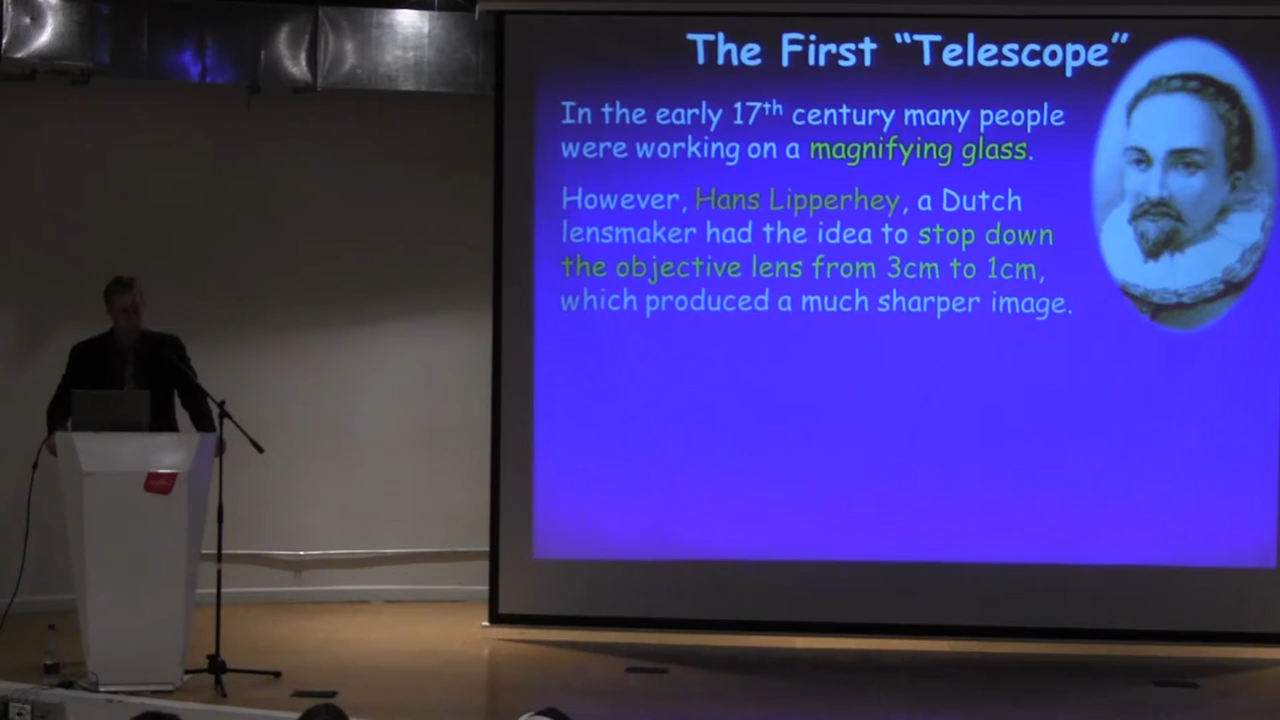 The First “Telescope”
In the early 17th century many people
were working on a magnifying glass.
However, Hans Lipperhey, a Dutch
lensmaker had the idea to stop down
the objective lens from 3cm to 1cm,
which produced a much sharper image.